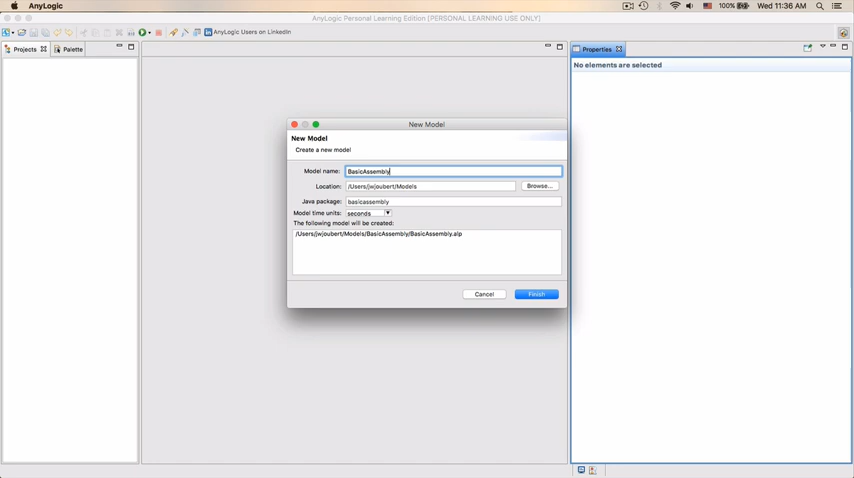 AnyLogic
100%
Wed 11:36 AM
AnyLogic Personal Learning Edition [PERSONAL LEARNING USE ONLY]
AnyLogic Users on LinkedIn
Projects
Palette
Properties
No elements are selected
New Model
New Model
Create a new model
Model name: BasicAssembly
Location: /Users/jwjoubert/Models Browse...
Java package: basicassembly
Model time units: seconds
The following model will be created:
/Users/jwjoubert/Models/BasicAssembly/BasicAssembly.alp
Cancel Finish